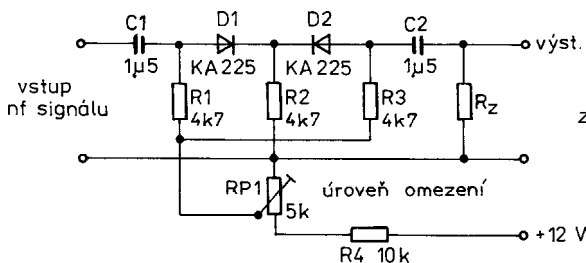 C1
D1
D2
C2
1μ5
KA225
KA225
1μ5
výst.
vstup
nf signálu
R1
4k7
R2
4k7
R3
4k7
Rz
z
RP1
5k
úroveň omezení
+12 V
R4 10k